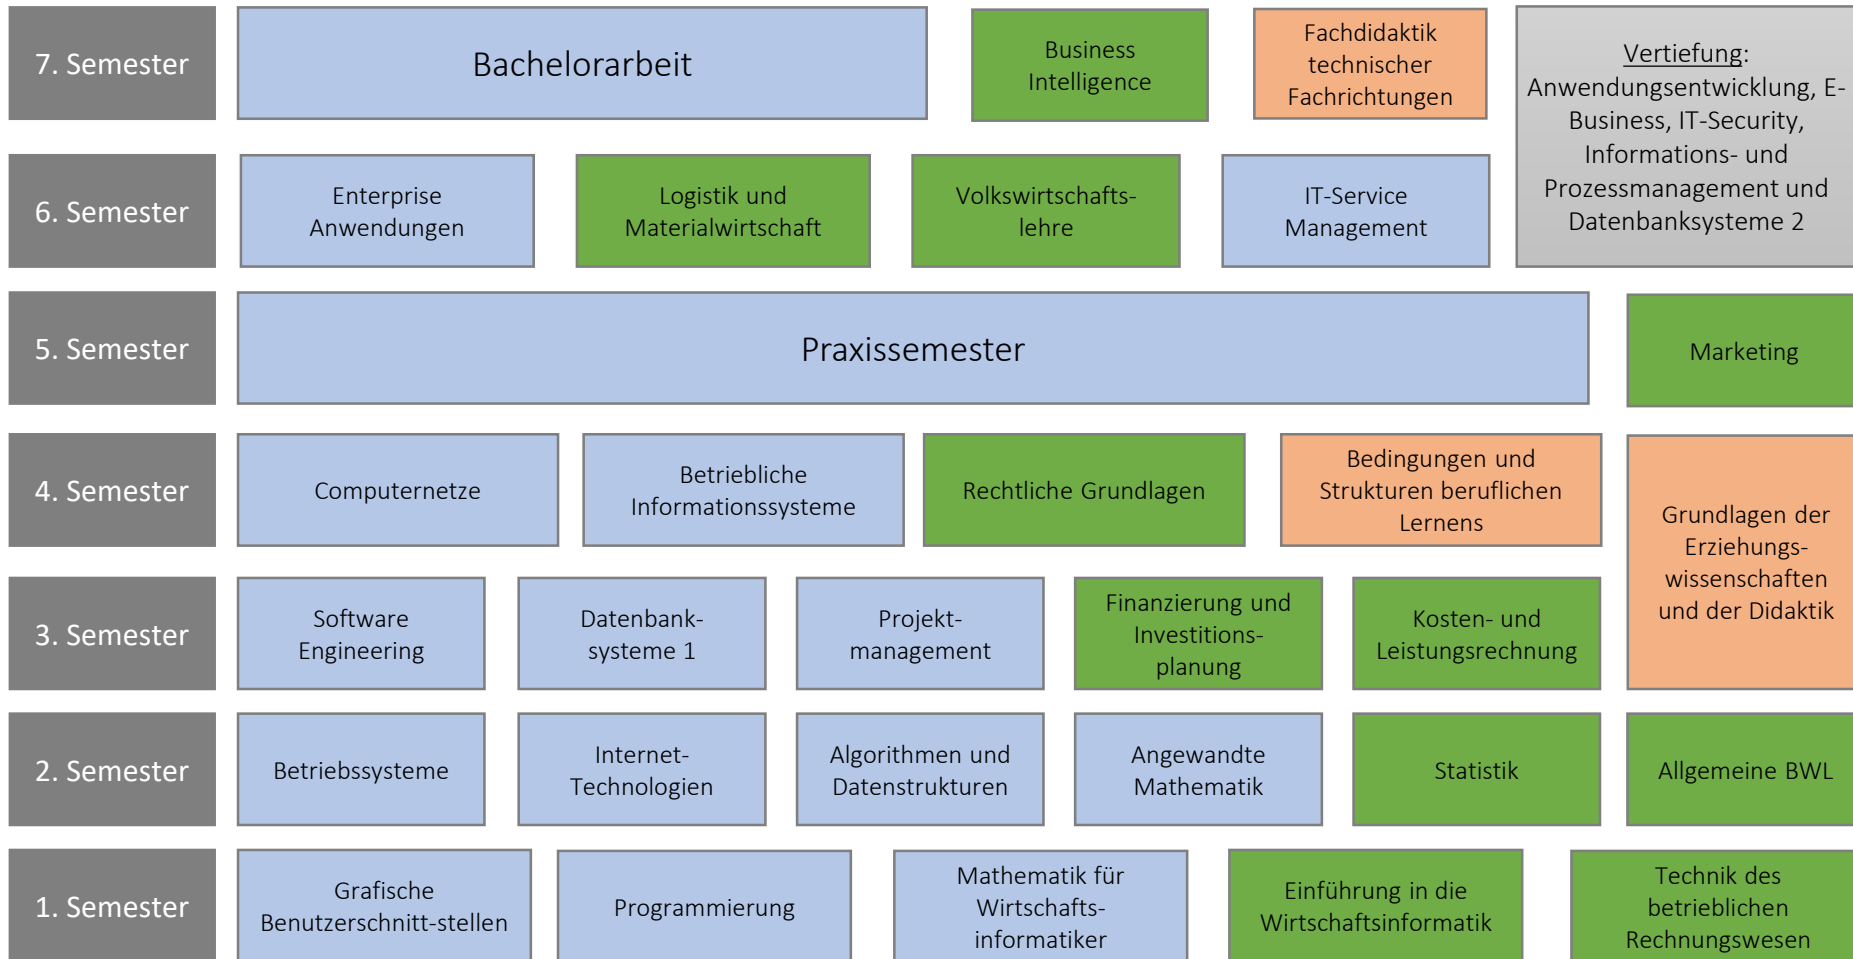 7. Semester
Bachelorarbeit
Business
Intelligence
Fachdidaktik
technischer
Fachrichtungen
Vertiefung:
Anwendungsentwicklung, E-
Business, IT-Security,
Informations- und
Prozessmanagement und
Datenbanksysteme 2
6. Semester
Enterprise
Anwendungen
Logistik und
Materialwirtschaft
Volkswirtschafts-
lehre
IT-Service
Management
5. Semester
Praxissemester
Marketing
4. Semester
Computernetze
Betriebliche
Informationssysteme
Rechtliche Grundlagen
Bedingungen und
Strukturen beruflichen
Lernens
Grundlagen der
Erziehungs-
wissenschaften
und der Didaktik
3. Semester
Software
Engineering
Datenbank-
systeme 1
Projekt-
management
Finanzierung und
Investitions-
planung
Kosten- und
Leistungsrechnung
2. Semester
Betriebssysteme
Internet-
Technologien
Algorithmen und
Datenstrukturen
Angewandte
Mathematik
Statistik
Allgemeine BWL
1. Semester
Grafische
Benutzerschnitt-stellen
Programmierung
Mathematik für
Wirtschafts-
informatiker
Einführung in die
Wirtschaftsinformatik
Technik des
betrieblichen
Rechnungswesen